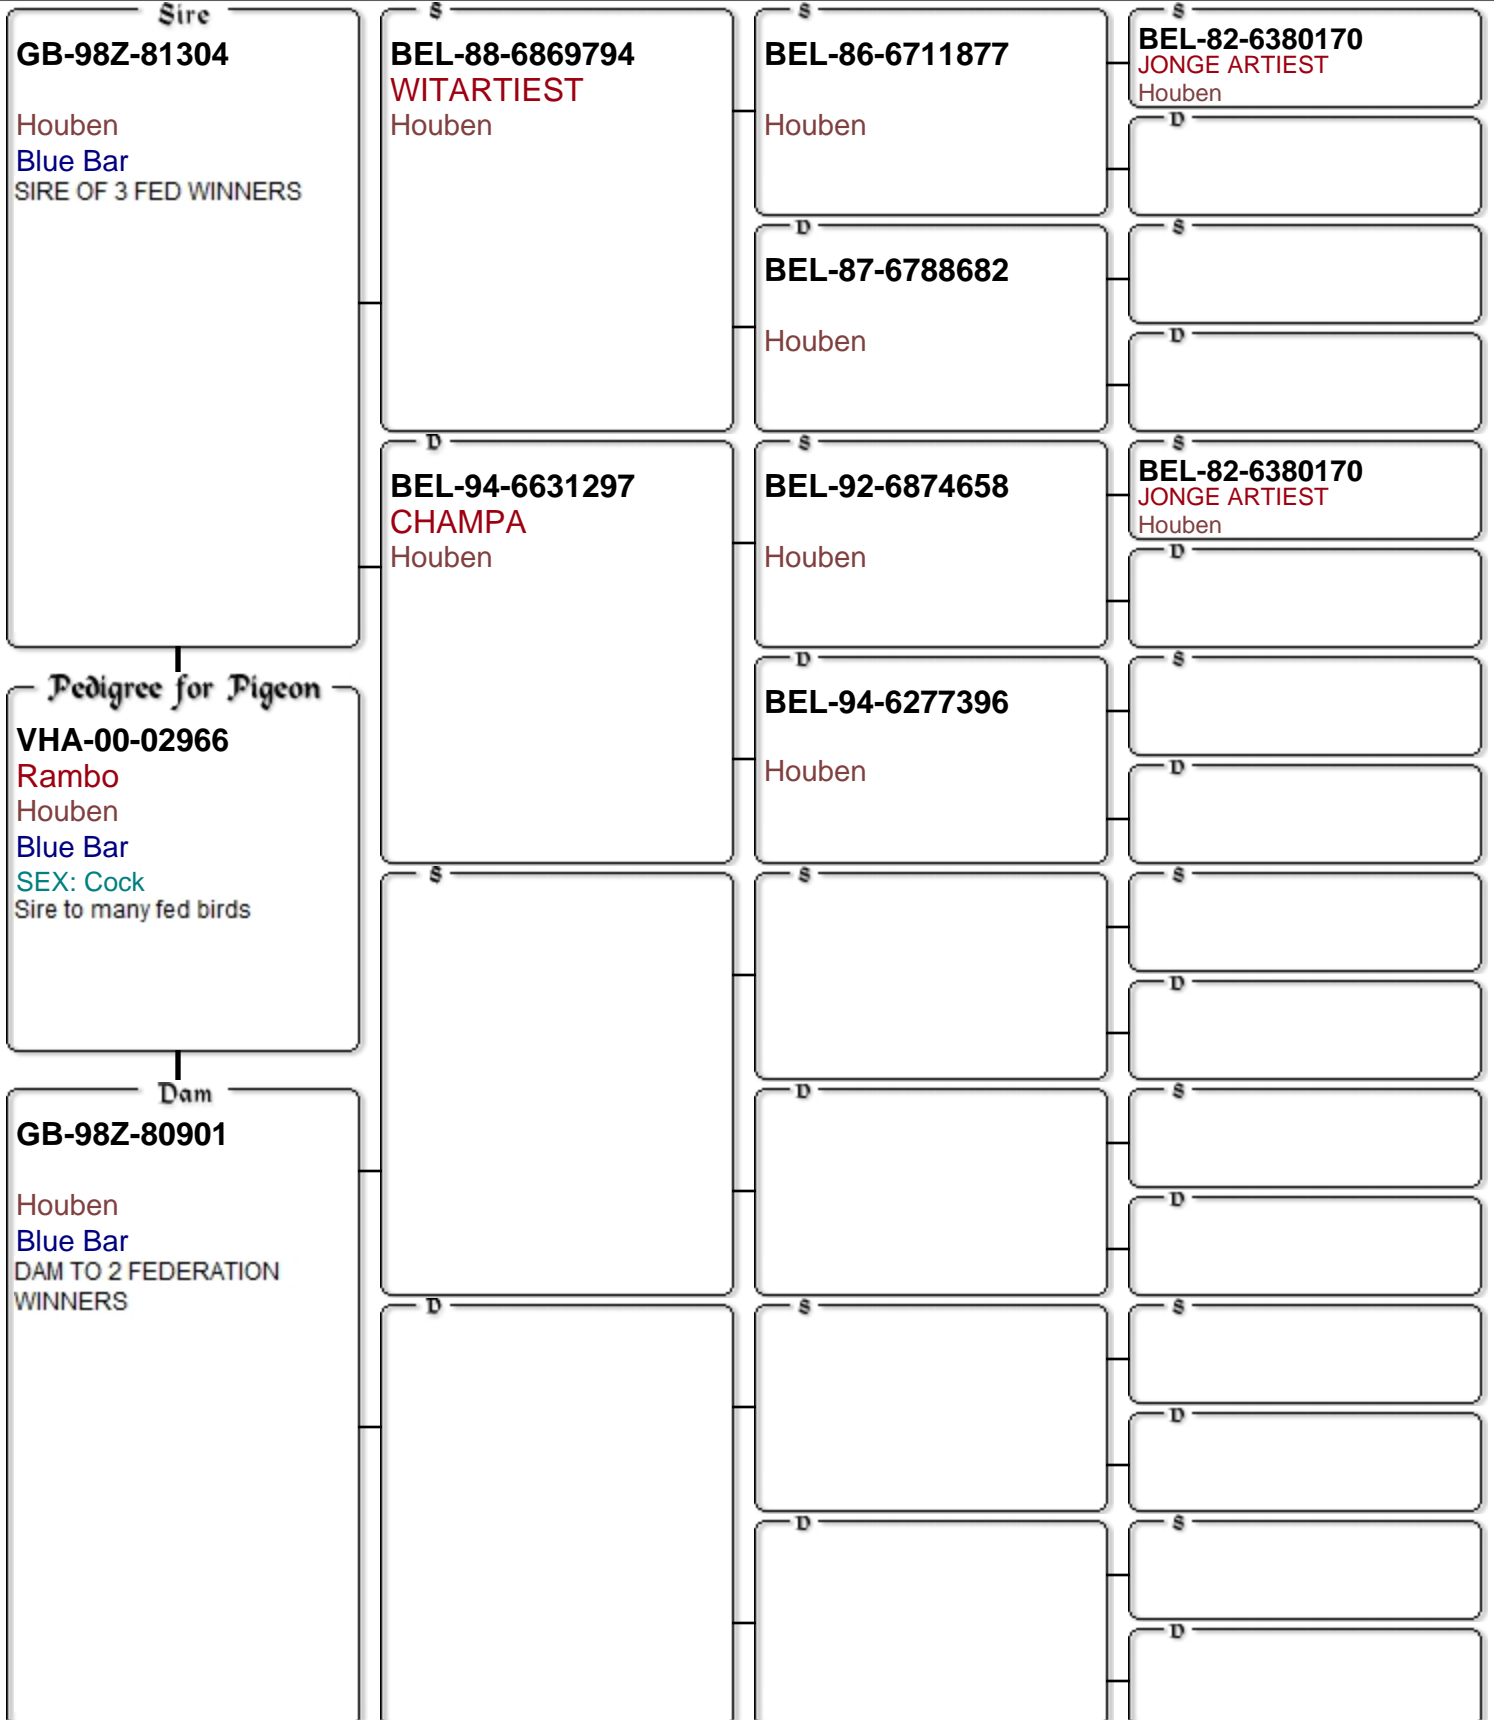 Sire
GB-98Z-81304
Houben
Blue Bar
SIRE OF 3 FED WINNERS
Pedigree for Pigeon
VHA-00-02966
Rambo
Houben
Blue Bar
SEX: Cock
Sire to many fed birds
Dam
GB-98Z-80901
Houben
Blue Bar
DAM TO 2 FEDERATION
WINNERS
S
BEL-88-6869794
WITARTIEST
Houben
D
BEL-94-6631297
CHAMPA
Houben
S
D
S
BEL-86-6711877
Houben
D
BEL-87-6788682
Houben
S
BEL-92-6874658
Houben
D
BEL-94-6277396
Houben
S
D
S
D
S
BEL-82-6380170
JONGE ARTIEST
Houben
D
S
D
S
BEL-82-6380170
JONGE ARTIEST
Houben
D
S
D
S
D
S
D
S
D
S
D